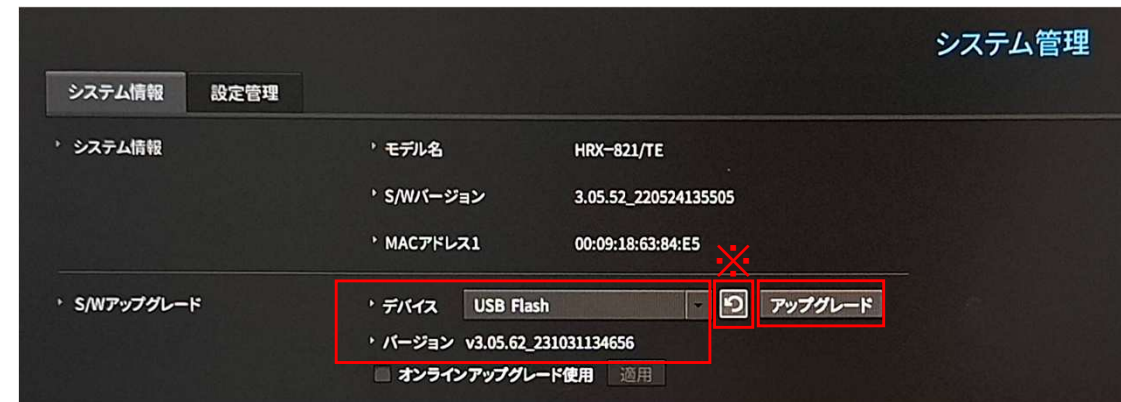 システム管理
システム情報 設定管理
システム情報 モデル名 HRX-821/TE
S/Wバージョン 3.05.52_220524135505
MACアドレス1 00:09:18:63:84:E5
※
S/Wアップグレード デバイス USB Flash アップグレード
バージョン v3.05.62_231031134656
オンラインアップグレード使用 適用